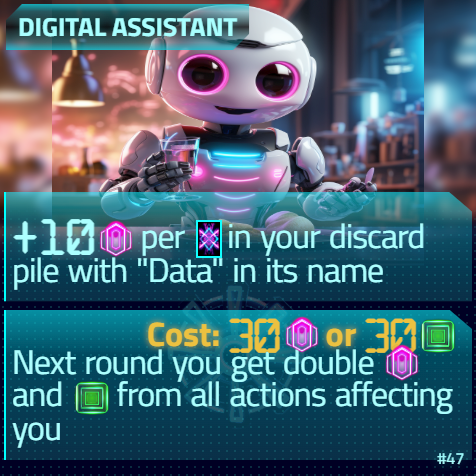 DIGITAL ASSISTANT
+10 per in your discard
pile with "Data" in its name
Cost: 30 or 30
Next round you get double
and from all actions affecting
you
#47